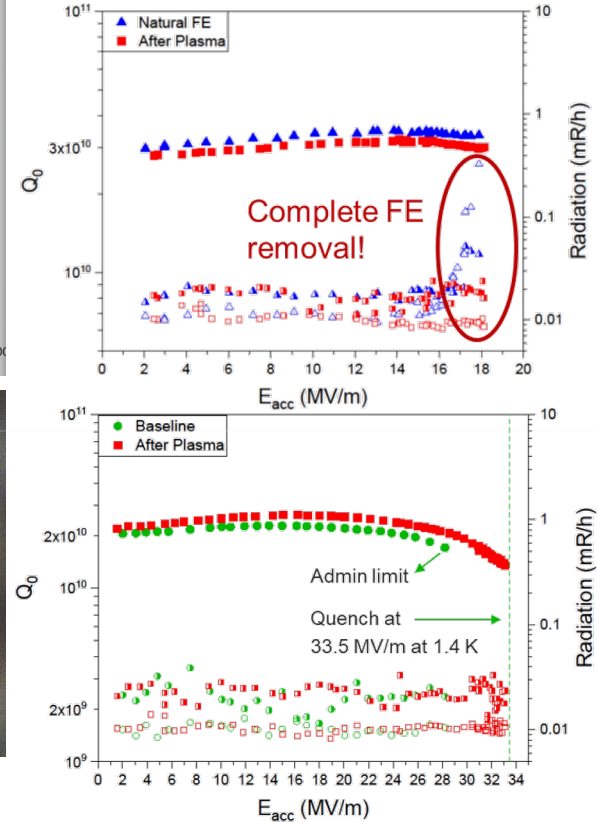 10¹¹
10
Natural FE
After Plasma
1
3x10¹⁰
Q₀
Radiation (mR/h)
Complete FE
removal!
0.1
10¹⁰
0.01
0 2 4 6 8 10 12 14 16 18 20
E_acc (MV/m)
10¹¹
10
Baseline
After Plasma
1
2x10¹⁰
Admin limit
10¹⁰
Q₀
Radiation (mR/h)
Quench at
33.5 MV/m at 1.4 K
0.1
2x10⁹
0.01
10⁹
0 2 4 6 8 10 12 14 16 18 20 22 24 26 28 30 32 34
E_acc (MV/m)